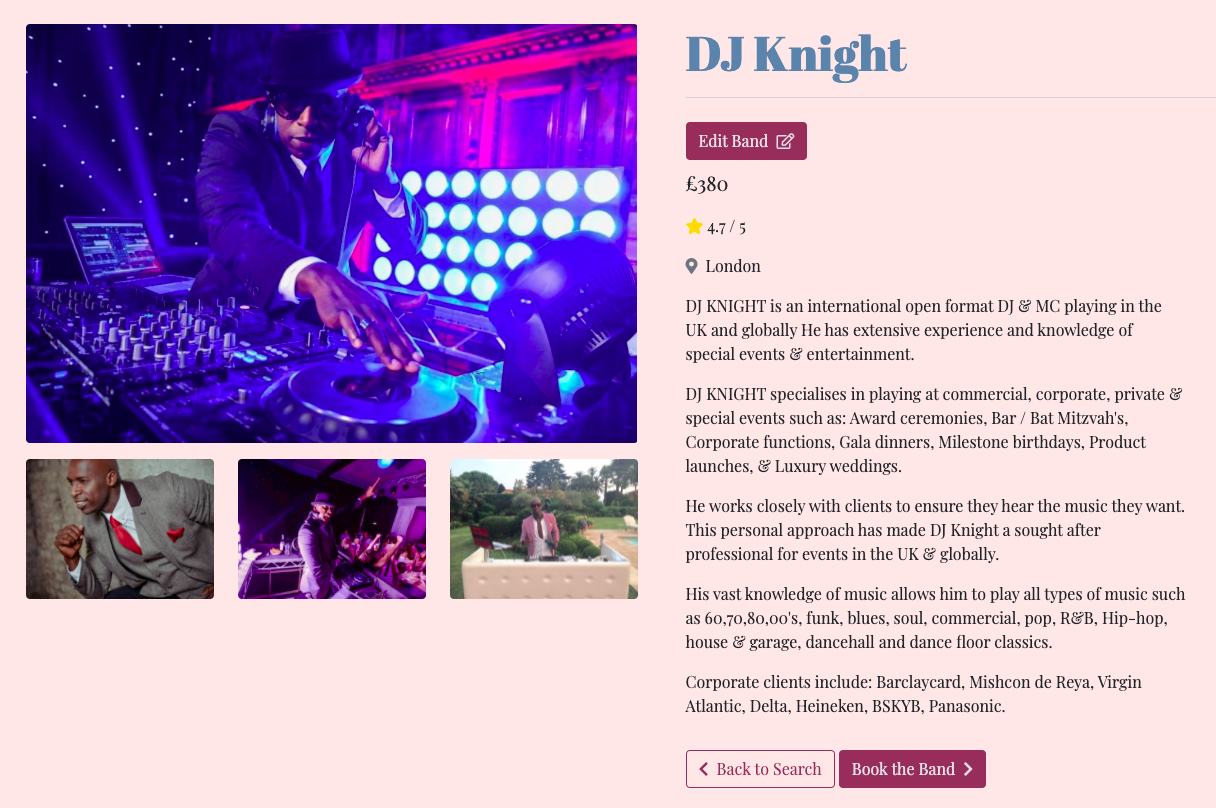 DJ Knight
Edit Band
£380
4.7 / 5
London
DJ KNIGHT is an international open format DJ & MC playing in the
UK and globally He has extensive experience and knowledge of
special events & entertainment.
DJ KNIGHT specialises in playing at commercial, corporate, private &
special events such as: Award ceremonies, Bar / Bat Mitzvah's,
Corporate functions, Gala dinners, Milestone birthdays, Product
launches, & Luxury weddings.
He works closely with clients to ensure they hear the music they want.
This personal approach has made DJ Knight a sought after
professional for events in the UK & globally.
His vast knowledge of music allows him to play all types of music such
as 60,70,80,00's, funk, blues, soul, commercial, pop, R&B, Hip-hop,
house & garage, dancehall and dance floor classics.
Corporate clients include: Barclaycard, Mishcon de Reya, Virgin
Atlantic, Delta, Heineken, BSKYB, Panasonic.
Back to Search
Book the Band